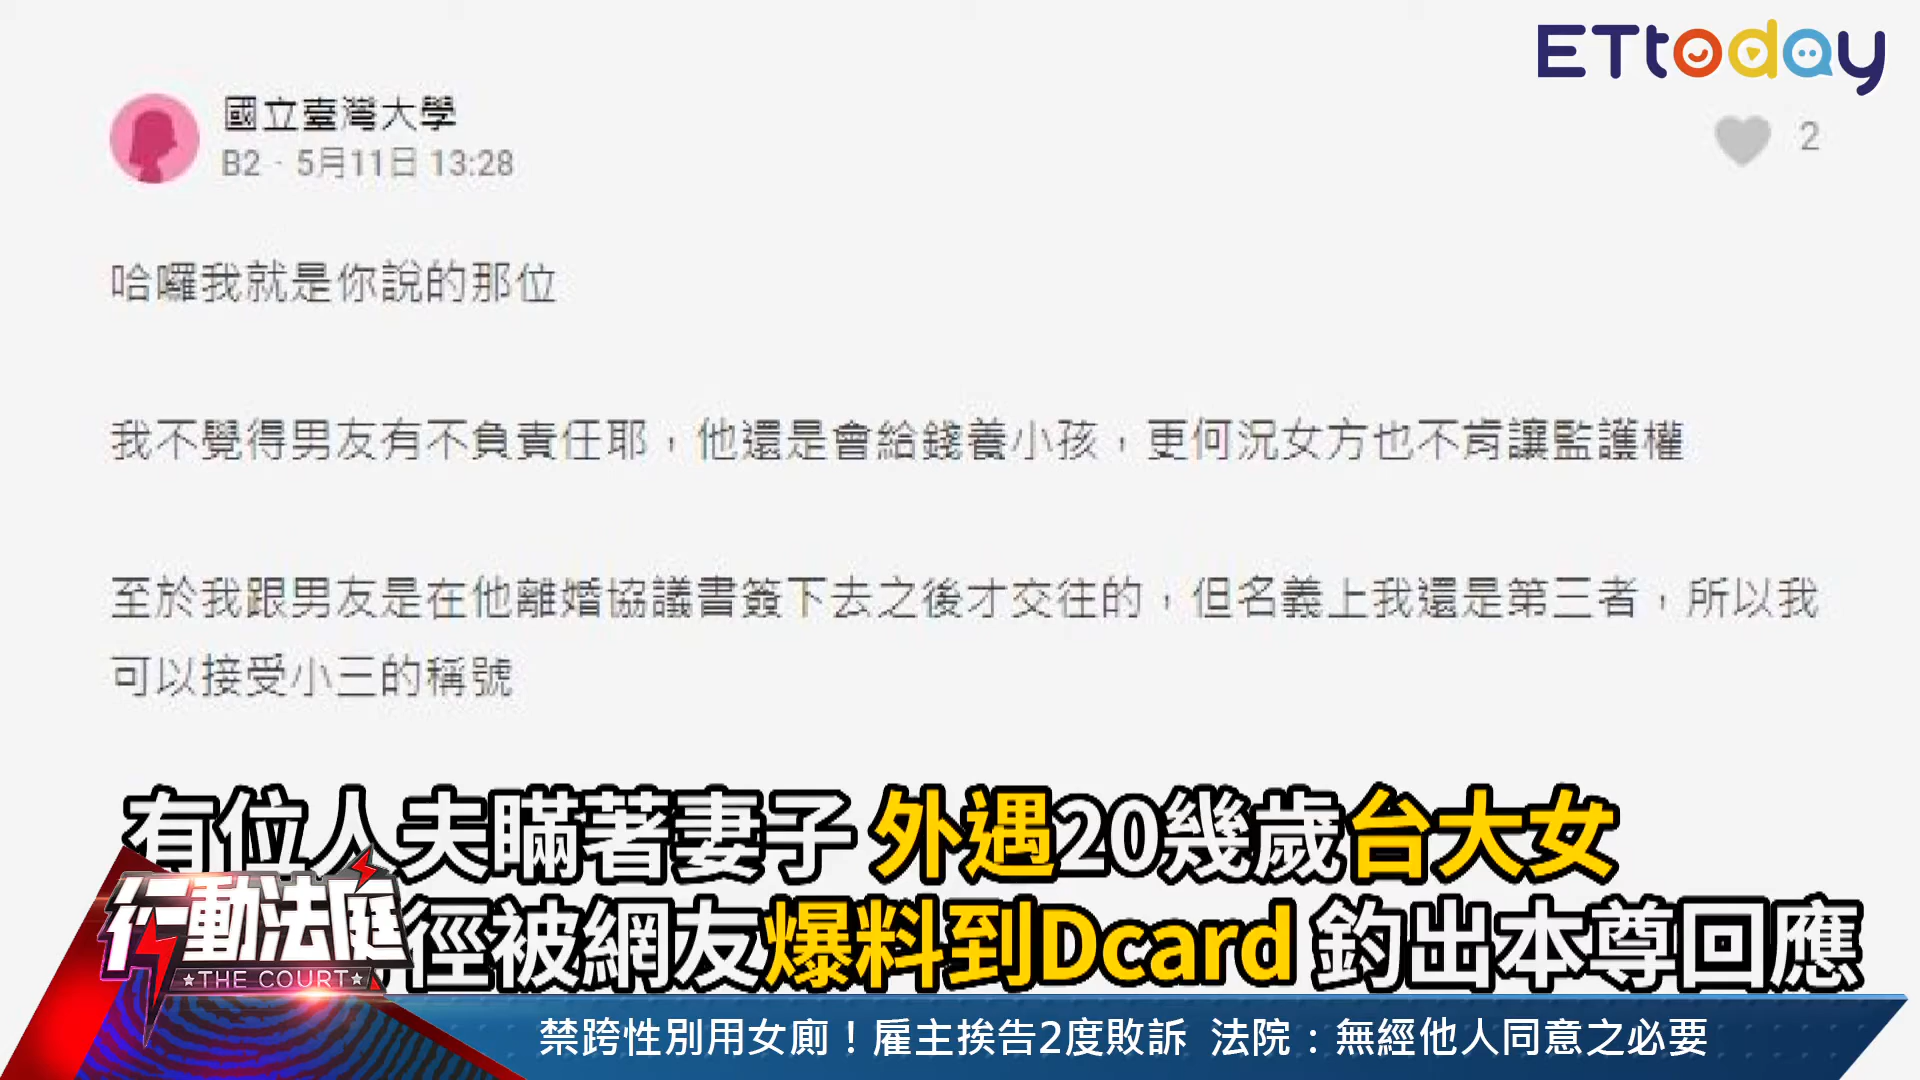 ETtoday
國立臺灣大學
B2．5月11日 13:28
2
哈囉我就是你說的那位
我不覺得男友有不負責任耶，他還是會給錢養小孩，更何況女方也不肯讓監護權
至於我跟男友是在他離婚協議書簽下去之後才交往的，但名義上我還是第三者，所以我
可以接受小三的稱號
有位人夫瞞著妻子 外遇20幾歲台大女
徑被網友爆料到Dcard 釣出本尊回應
行動法庭
THE COURT
禁跨性別用女廁！雇主挨告2度敗訴 法院：無經他人同意之必要